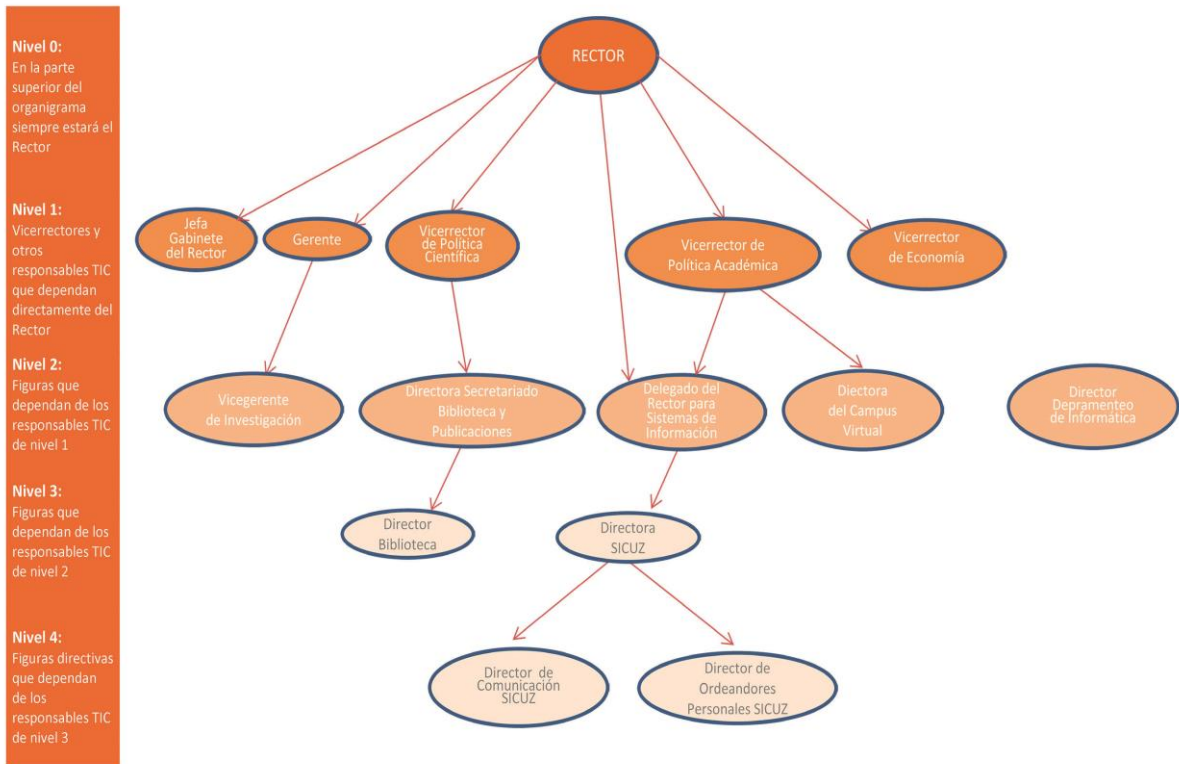 Nivel 0:
En la parte
superior del
organigrama
siempre estará el
Rector
RECTOR
Nivel 1:
Vicerrectores y
otros
responsables TIC
que dependan
directamente del
Rector
Jefa
Gabinete
del Rector
Gerente
Vicerrector
de Política
Científica
Vicerrector de
Política Académica
Vicerrector
de Economía
Nivel 2:
Figuras que
dependan de los
responsables TIC
de nivel 1
Vicegerente
de Investigación
Directora Secretariado
Biblioteca y
Publicaciones
Delegado del
Rector para
Sistemas de
Información
Diectora
del Campus
Virtual
Director
Depramenteo
de Informática
Nivel 3:
Figuras que
dependan de los
responsables TIC
de nivel 2
Director
Biblioteca
Directora
SICUZ
Nivel 4:
Figuras directivas
que dependan
de los
responsables TIC
de nivel 3
Director de
Comunicación
SICUZ
Director de
Ordeandores
Personales SICUZ